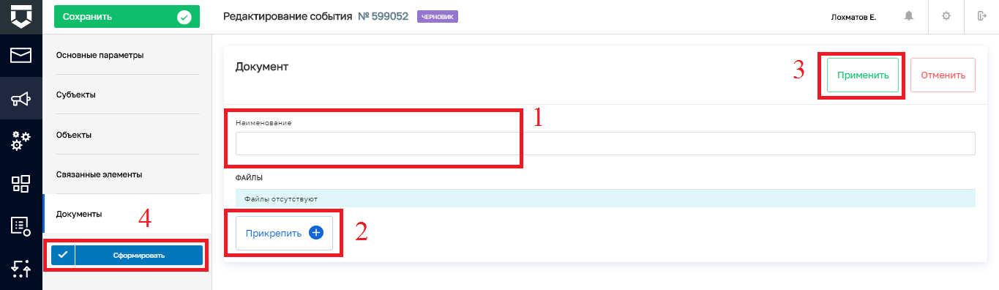 Сохранить
Редактирование события № 599052 ЧЕРНОВИК
Лохматов Е.
Основные параметры
Субъекты
Объекты
Связанные элементы
Документы
4
Сформировать
Документ
3
Применить
Отменить
1
Наименование
ФАЙЛЫ
Файлы отсутствуют
Прикрепить
2